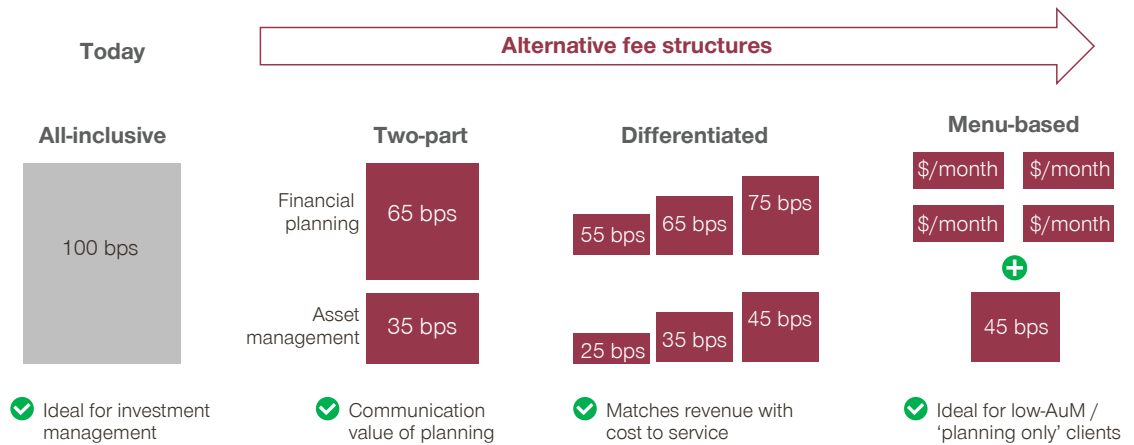 Today
Alternative fee structures
All-inclusive
100 bps
Ideal for investment
management
Two-part
Financial
planning
65 bps
Asset
management
35 bps
Communication
value of planning
Differentiated
55 bps
65 bps
75 bps
25 bps
35 bps
45 bps
Matches revenue with
cost to service
Menu-based
$/month
$/month
$/month
$/month
45 bps
Ideal for low-AuM /
‘planning only’ clients